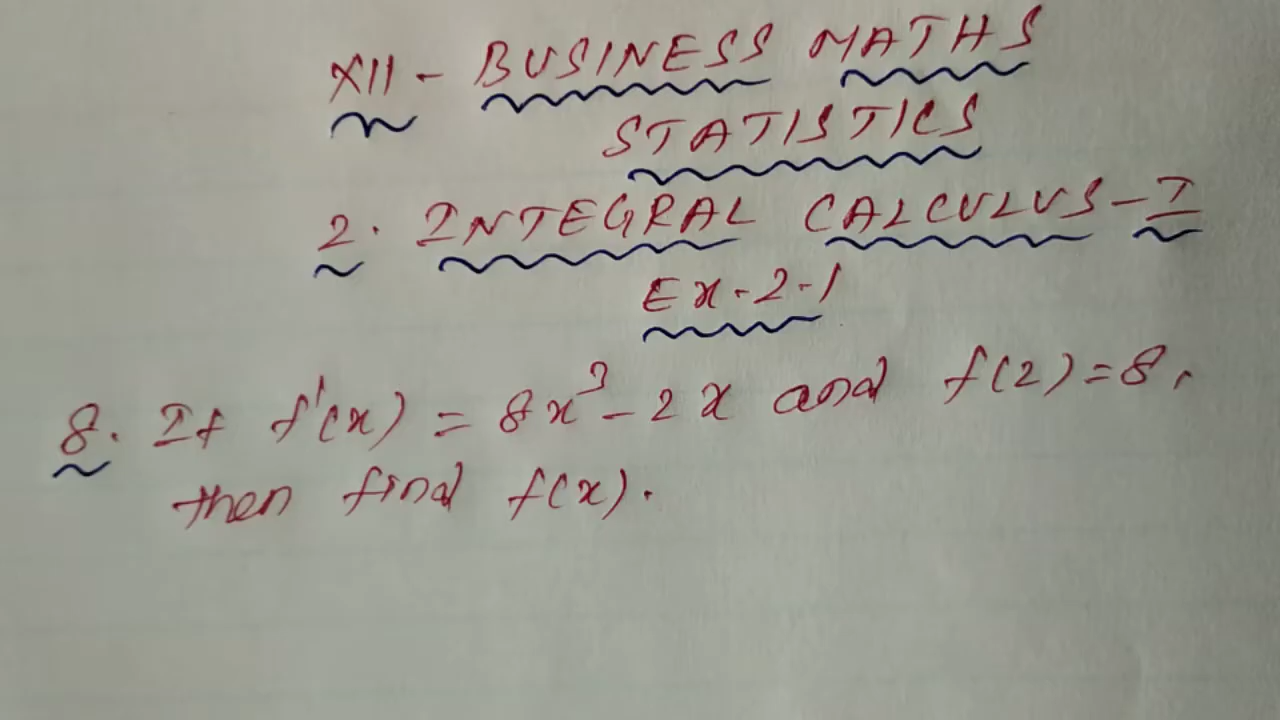 XII - BUSINESS MATHS
STATISTICS
2. INTEGRAL CALCULUS - I
Ex-2-1
8. If f'(x) = 8x³ - 2x and f(2) = 8,
then find f(x).